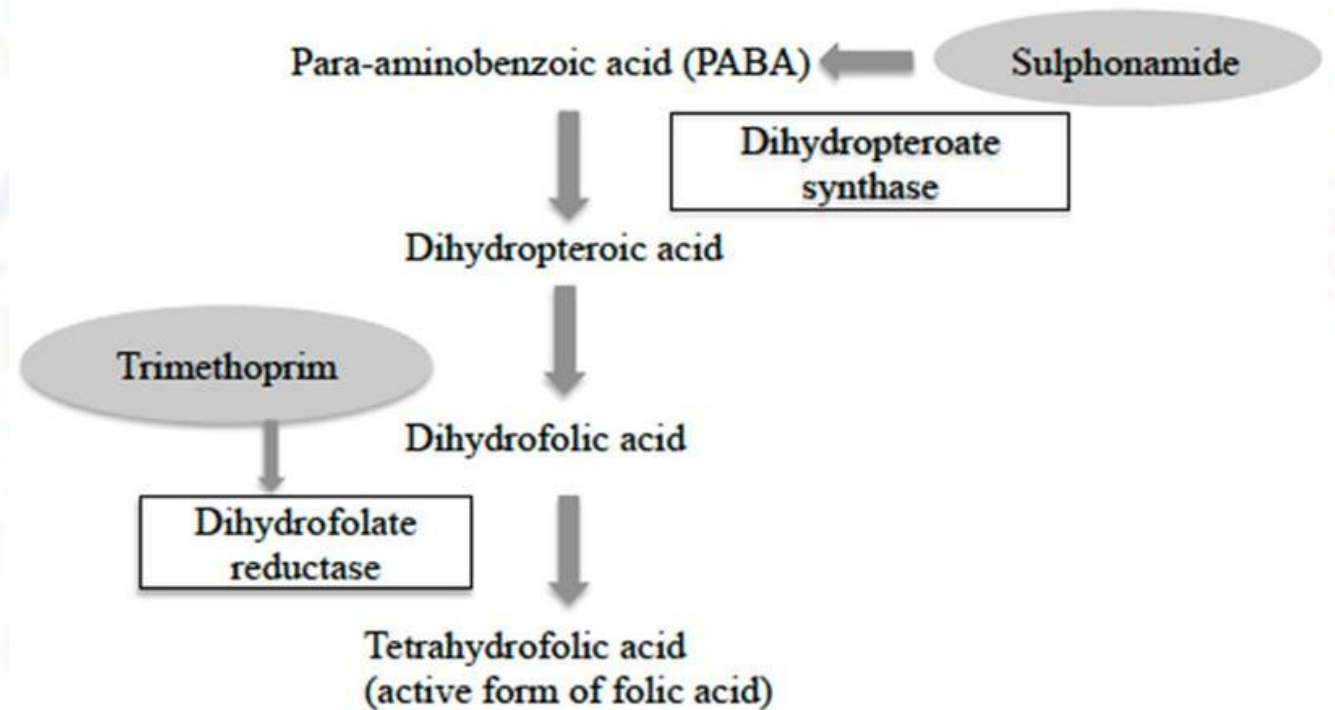 Para-aminobenzoic acid (PABA)
Sulphonamide
Dihydropteroate
synthase
Dihydropteroic acid
Trimethoprim
Dihydrofolic acid
Dihydrofolate
reductase
Tetrahydrofolic acid
(active form of folic acid)